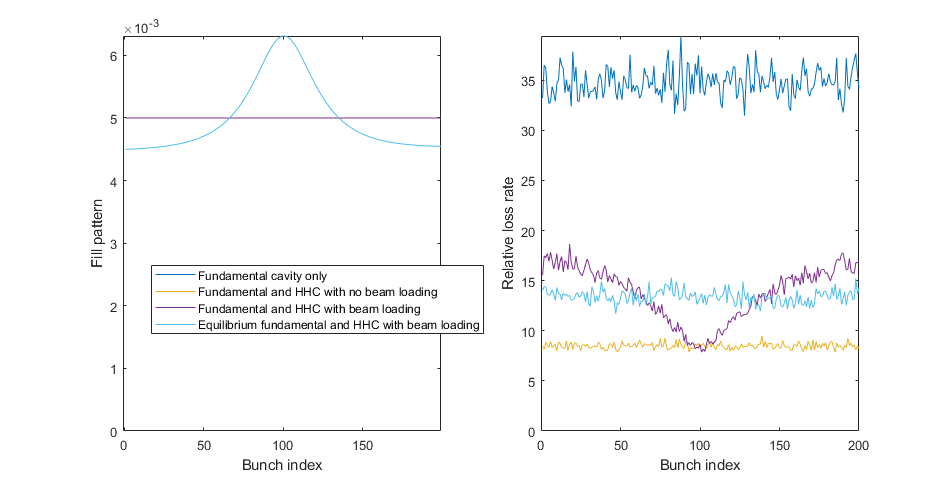 ×10-3
6
5
4
3
2
1
0
Fill pattern
0 50 100 150
Bunch index
Fundamental cavity only
Fundamental and HHC with no beam loading
Fundamental and HHC with beam loading
Equilibrium fundamental and HHC with beam loading
35
30
25
20
15
10
5
0
Relative loss rate
0 50 100 150 200
Bunch index